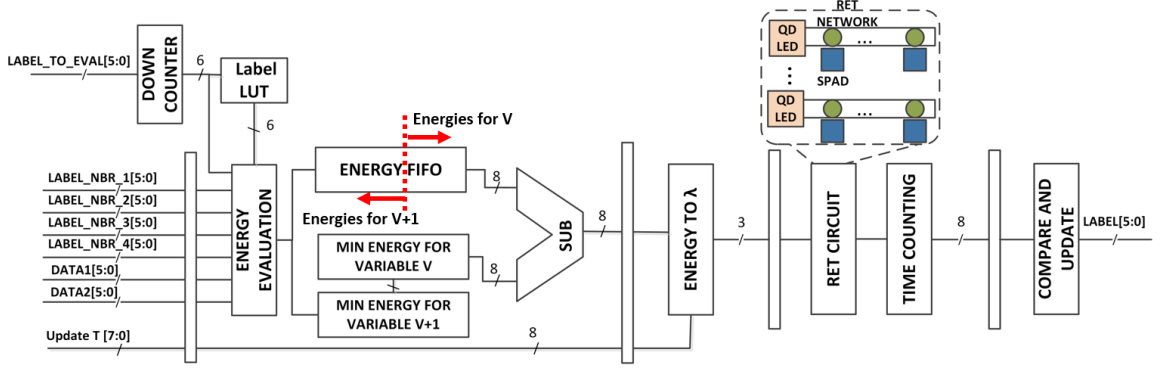 RET
NETWORK
QD
LED
...
SPAD
QD
LED
...
LABEL_TO_EVAL[5:0]
DOWN
COUNTER
6
Label
LUT
6
Energies for V
ENERGY FIFO
8
Energies for V+1
LABEL_NBR_1[5:0]
LABEL_NBR_2[5:0]
LABEL_NBR_3[5:0]
LABEL_NBR_4[5:0]
DATA1[5:0]
DATA2[5:0]
Update T [7:0]
8
ENERGY
EVALUATION
MIN ENERGY FOR
VARIABLE V
8
MIN ENERGY FOR
VARIABLE V+1
SUB
8
8
ENERGY TO λ
3
RET CIRCUIT
TIME COUNTING
8
COMPARE AND
UPDATE
LABEL[5:0]